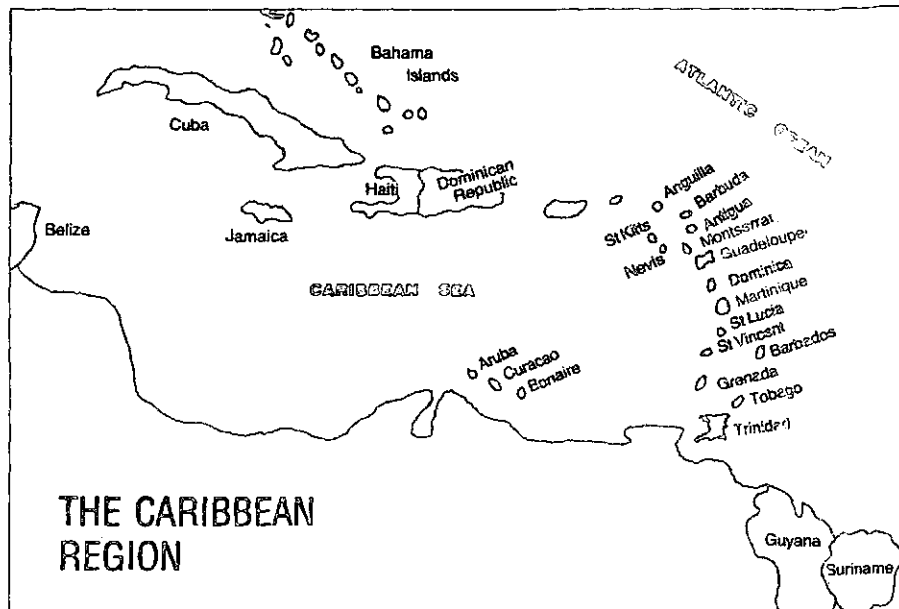 Bahama
Islands
ATLANTIC OCEAN
Cuba
Haiti
Dominican
Republic
Anguilla
Barbuda
Antigua
Montserrat
Guadeloupe
St Kitts
Nevis
Belize
Jamaica
Dominica
CARIBBEAN SEA
Martinique
St Lucia
St Vincent
Barbados
Aruba
Curacao
Bonaire
Grenada
Tobago
Trinidad
THE CARIBBEAN
REGION
Guyana
Suriname